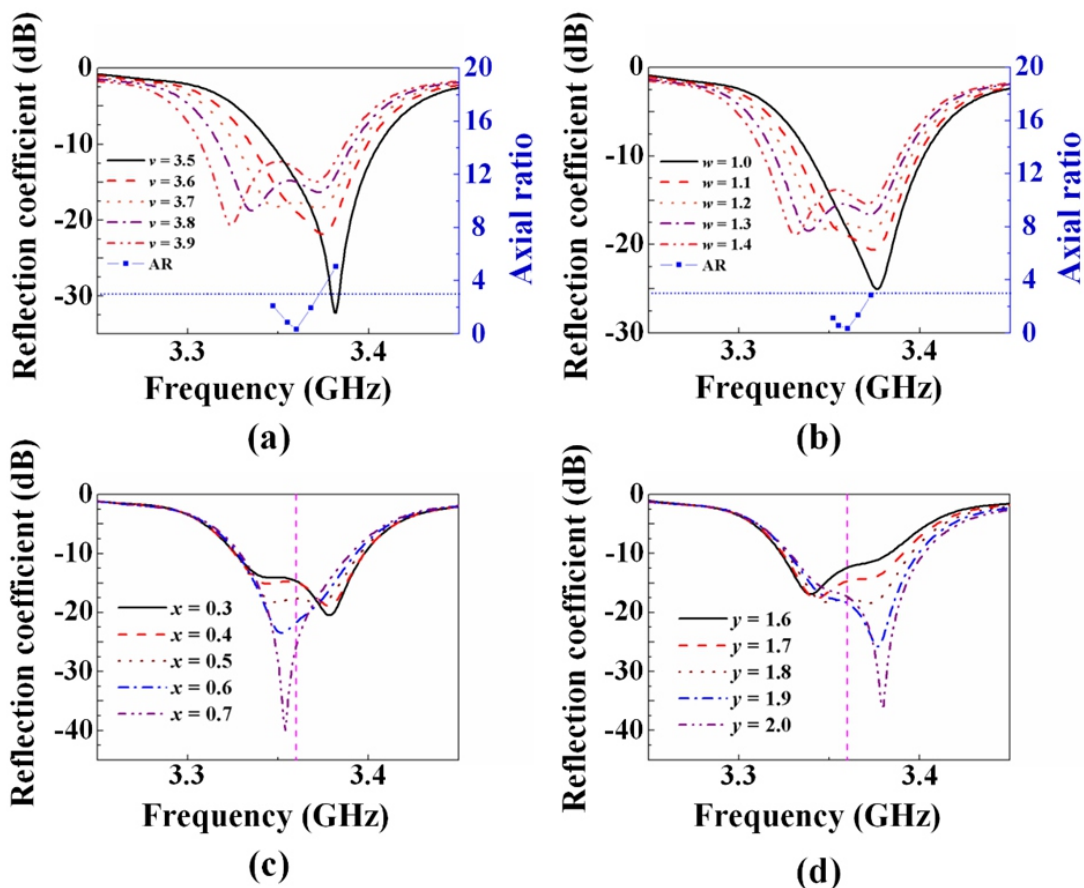 Reflection coefficient (dB)
0
-10
-20
-30
v = 3.5
v = 3.6
v = 3.7
v = 3.8
v = 3.9
AR
20
16
12
8
4
0
Axial ratio
3.3
3.4
Frequency (GHz)
(a)
Reflection coefficient (dB)
0
-10
-20
-30
w = 1.0
w = 1.1
w = 1.2
w = 1.3
w = 1.4
AR
20
16
12
8
4
0
Axial ratio
3.3
3.4
Frequency (GHz)
(b)
Reflection coefficient (dB)
0
-10
-20
-30
-40
x = 0.3
x = 0.4
x = 0.5
x = 0.6
x = 0.7
3.3
3.4
Frequency (GHz)
(c)
Reflection coefficient (dB)
0
-10
-20
-30
-40
y = 1.6
y = 1.7
y = 1.8
y = 1.9
y = 2.0
3.3
3.4
Frequency (GHz)
(d)